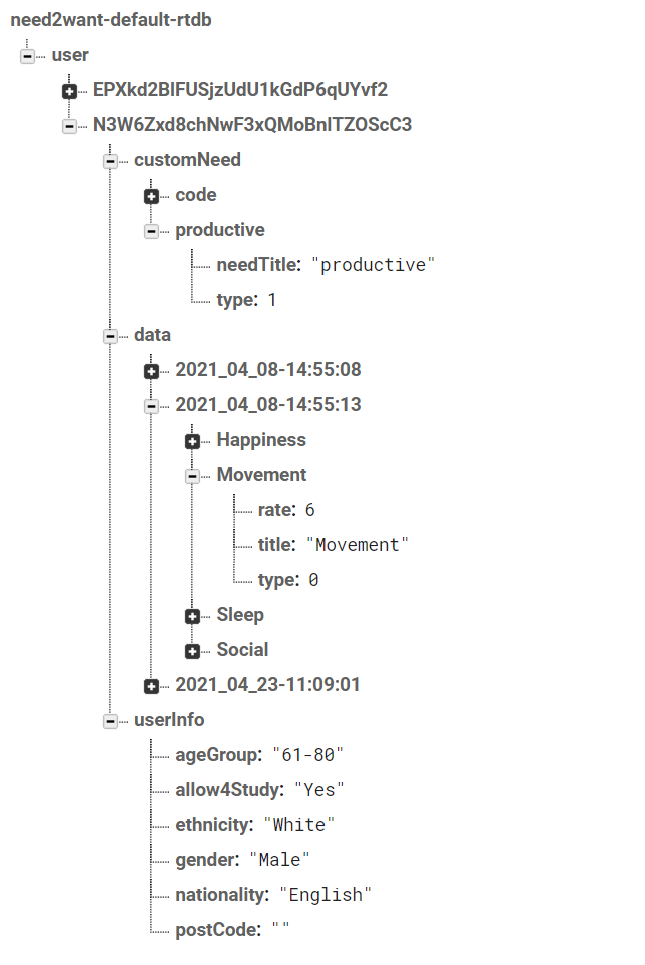 need2want-default-rtdb
user
EPXkd2BIFUSjzUdU1kGdP6qUYvf2
N3W6Zxd8chNwF3xQMoBnITZOScC3
customNeed
code
productive
needTitle: "productive"
type: 1
data
2021_04_08-14:55:08
2021_04_08-14:55:13
Happiness
Movement
rate: 6
title: "Movement"
type: 0
Sleep
Social
2021_04_23-11:09:01
userInfo
ageGroup: "61-80"
allow4Study: "Yes"
ethnicity: "White"
gender: "Male"
nationality: "English"
postCode: ""